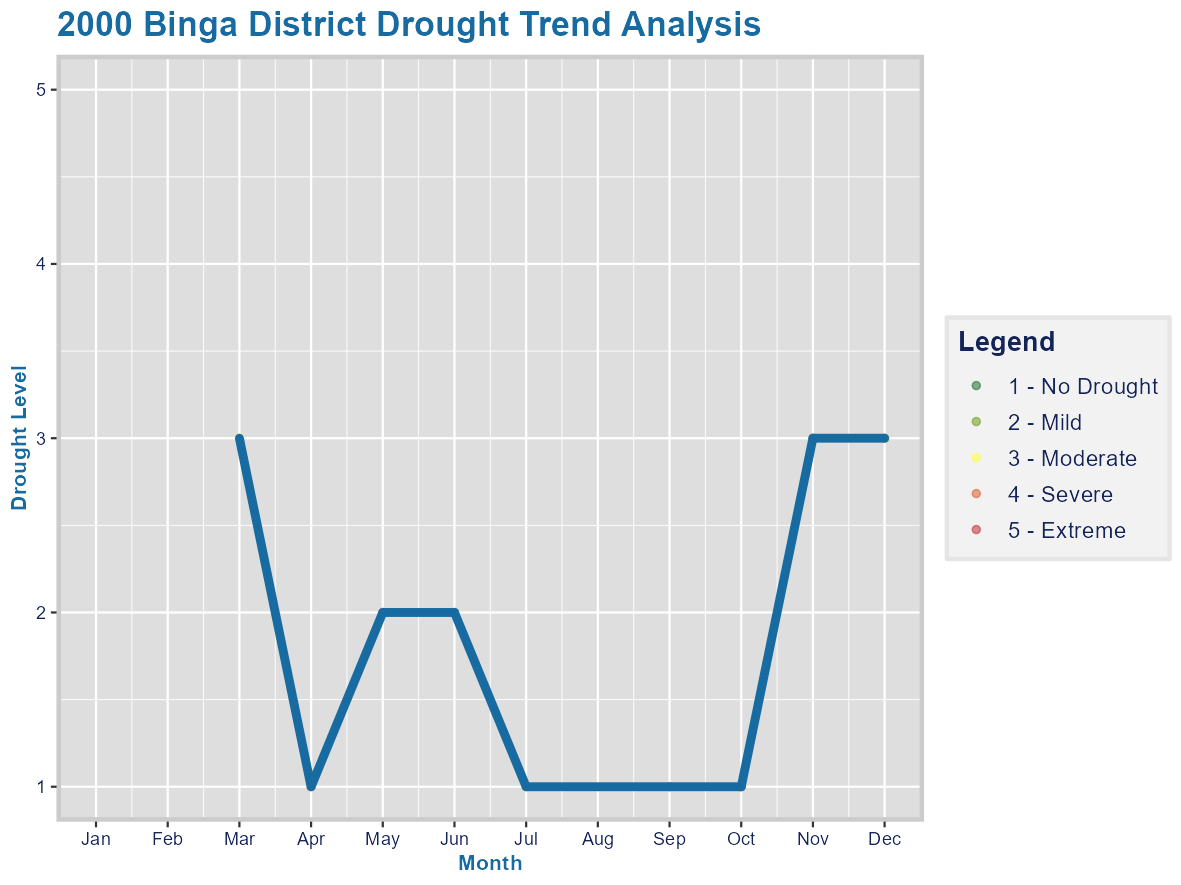 2000 Binga District Drought Trend Analysis
Drought Level
5
4
3
2
1
Jan Feb Mar Apr May Jun Jul Aug Sep Oct Nov Dec
Month
Legend
1 - No Drought
2 - Mild
3 - Moderate
4 - Severe
5 - Extreme